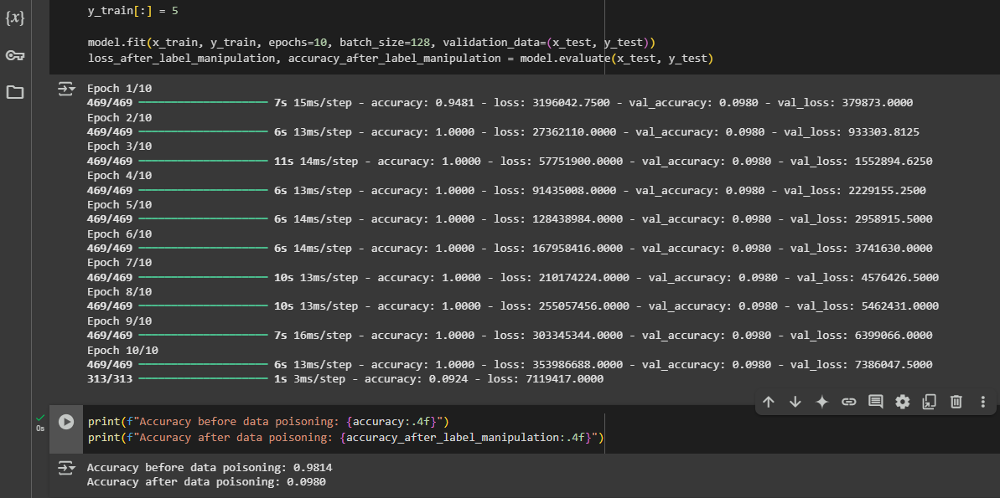 {x}
y_train[:] = 5
model.fit(x_train, y_train, epochs=10, batch_size=128, validation_data=(x_test, y_test))
loss_after_label_manipulation, accuracy_after_label_manipulation = model.evaluate(x_test, y_test)
Epoch 1/10
469/469 7s 15ms/step - accuracy: 0.9481 - loss: 3196042.7500 - val_accuracy: 0.0980 - val_loss: 379873.0000
Epoch 2/10
469/469 6s 13ms/step - accuracy: 1.0000 - loss: 27362110.0000 - val_accuracy: 0.0980 - val_loss: 933303.8125
Epoch 3/10
469/469 11s 14ms/step - accuracy: 1.0000 - loss: 57751900.0000 - val_accuracy: 0.0980 - val_loss: 1552894.6250
Epoch 4/10
469/469 6s 13ms/step - accuracy: 1.0000 - loss: 91435008.0000 - val_accuracy: 0.0980 - val_loss: 2229155.2500
Epoch 5/10
469/469 6s 14ms/step - accuracy: 1.0000 - loss: 128438984.0000 - val_accuracy: 0.0980 - val_loss: 2958915.5000
Epoch 6/10
469/469 6s 14ms/step - accuracy: 1.0000 - loss: 167958416.0000 - val_accuracy: 0.0980 - val_loss: 3741630.0000
Epoch 7/10
469/469 10s 13ms/step - accuracy: 1.0000 - loss: 210174224.0000 - val_accuracy: 0.0980 - val_loss: 4576426.5000
Epoch 8/10
469/469 10s 13ms/step - accuracy: 1.0000 - loss: 255057456.0000 - val_accuracy: 0.0980 - val_loss: 5462431.0000
Epoch 9/10
469/469 7s 16ms/step - accuracy: 1.0000 - loss: 303345344.0000 - val_accuracy: 0.0980 - val_loss: 6399066.0000
Epoch 10/10
469/469 6s 13ms/step - accuracy: 1.0000 - loss: 353986688.0000 - val_accuracy: 0.0980 - val_loss: 7386047.5000
313/313 1s 3ms/step - accuracy: 0.0924 - loss: 7119417.0000
0s
print(f"Accuracy before data poisoning: {accuracy:.4f}")
print(f"Accuracy after data poisoning: {accuracy_after_label_manipulation:.4f}")
Accuracy before data poisoning: 0.9814
Accuracy after data poisoning: 0.0980